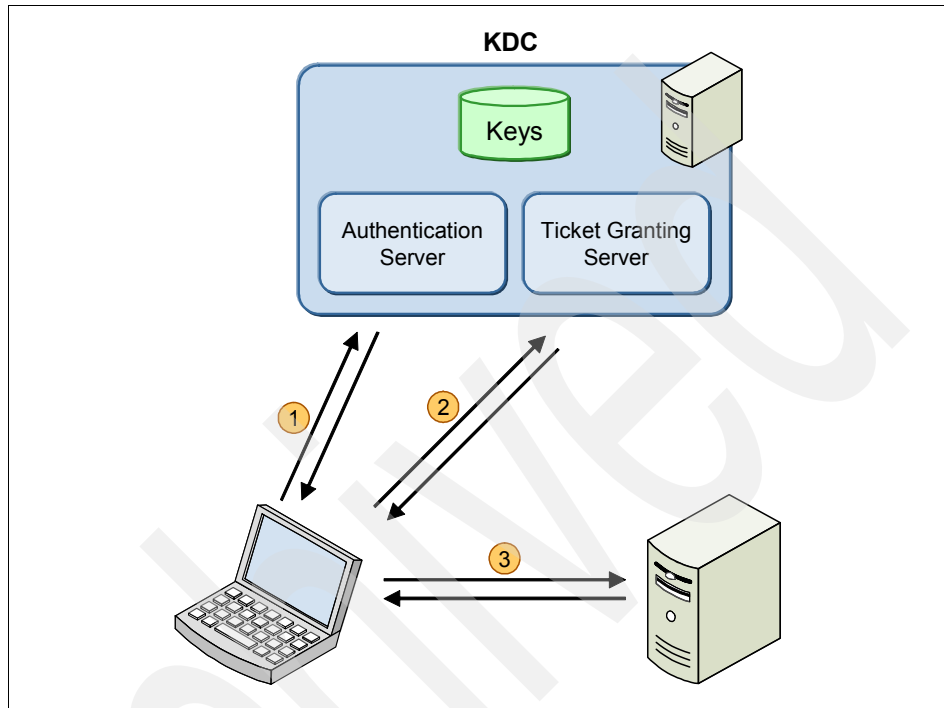 KDC
Keys
Authentication
Server
Ticket Granting
Server
1
2
3